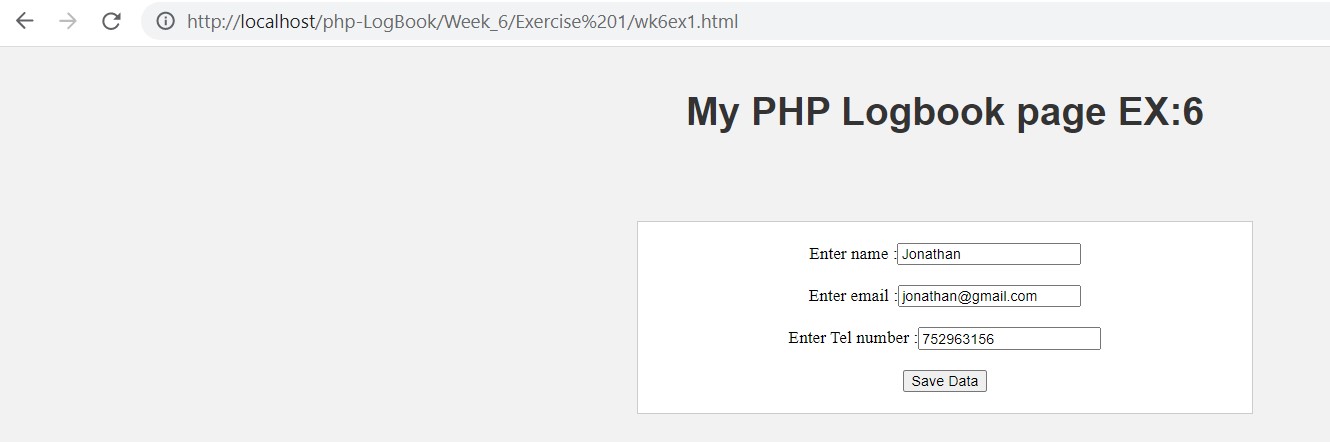 http://localhost/php-LogBook/Week_6/Exercise%201/wk6ex1.html
My PHP Logbook page EX:6
Enter name :Jonathan
Enter email :jonathan@gmail.com
Enter Tel number :752963156
Save Data